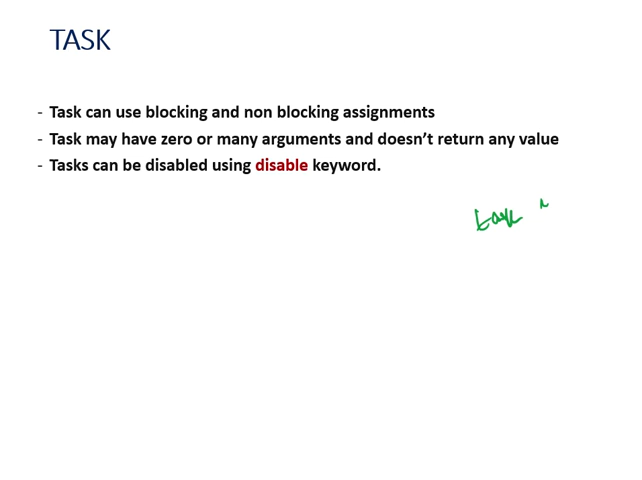 TASK
- Task can use blocking and non blocking assignments
- Task may have zero or many arguments and doesn't return any value
- Tasks can be disabled using disable keyword.
task